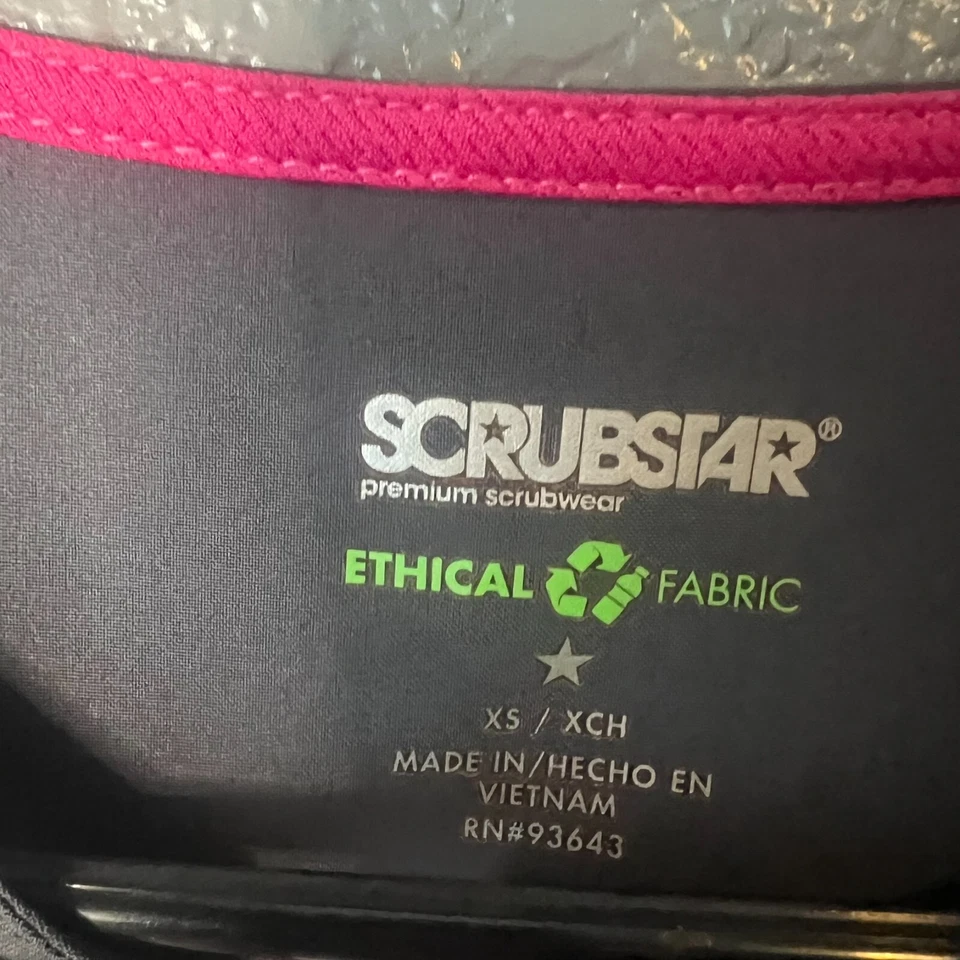 SCRUBSTAR®
premium scrubwear
ETHICAL FABRIC
XS / XCH
MADE IN/HECHO EN
VIETNAM
RN#93643